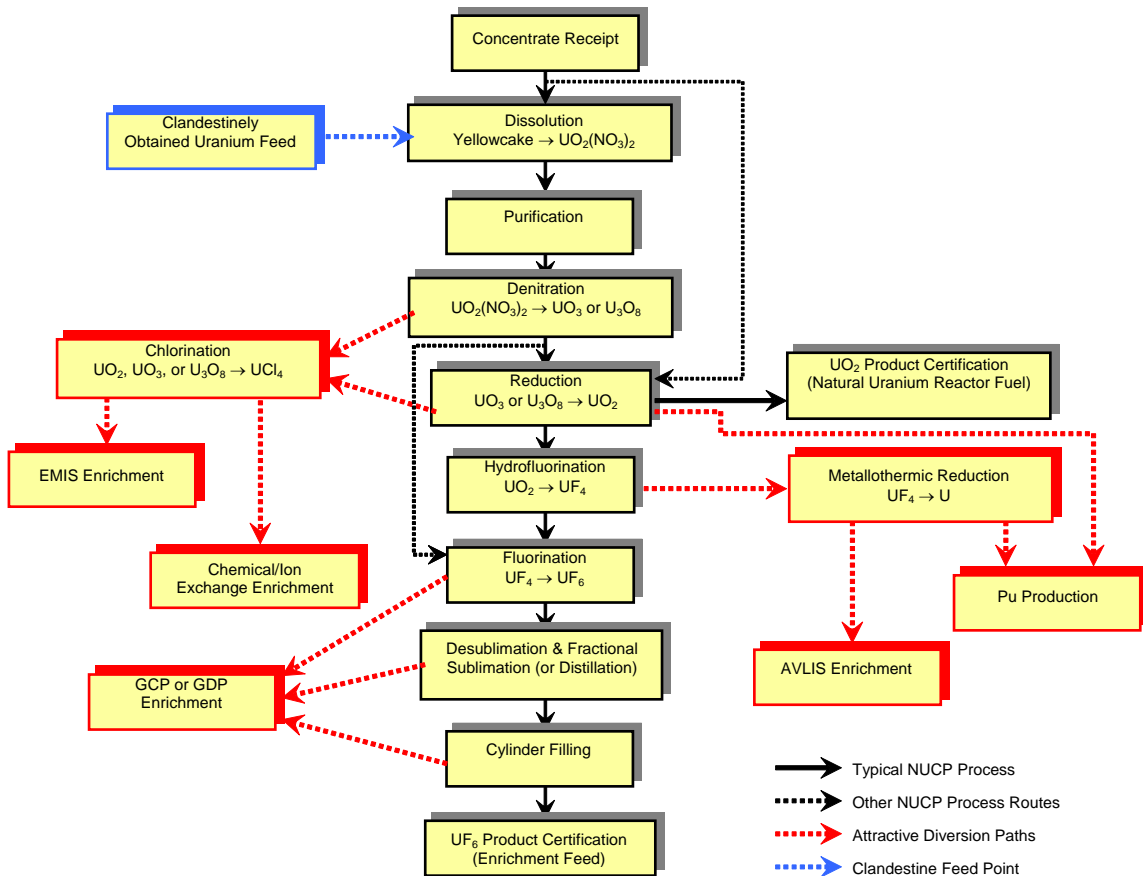 Concentrate Receipt
Clandestinely
Obtained Uranium Feed
Dissolution
Yellowcake → UO₂(NO₃)₂
Purification
Denitration
UO₂(NO₃)₂ → UO₃ or U₃O₈
Chlorination
UO₂, UO₃, or U₃O₈ → UCl₄
Reduction
UO₃ or U₃O₈ → UO₂
UO₂ Product Certification
(Natural Uranium Reactor Fuel)
EMIS Enrichment
Hydrofluorination
UO₂ → UF₄
Metallothermic Reduction
UF₄ → U
Chemical/Ion
Exchange Enrichment
Fluorination
UF₄ → UF₆
Pu Production
Desublimation & Fractional
Sublimation (or Distillation)
AVLIS Enrichment
GCP or GDP
Enrichment
Cylinder Filling
UF₆ Product Certification
(Enrichment Feed)
Typical NUCP Process
Other NUCP Process Routes
Attractive Diversion Paths
Clandestine Feed Point